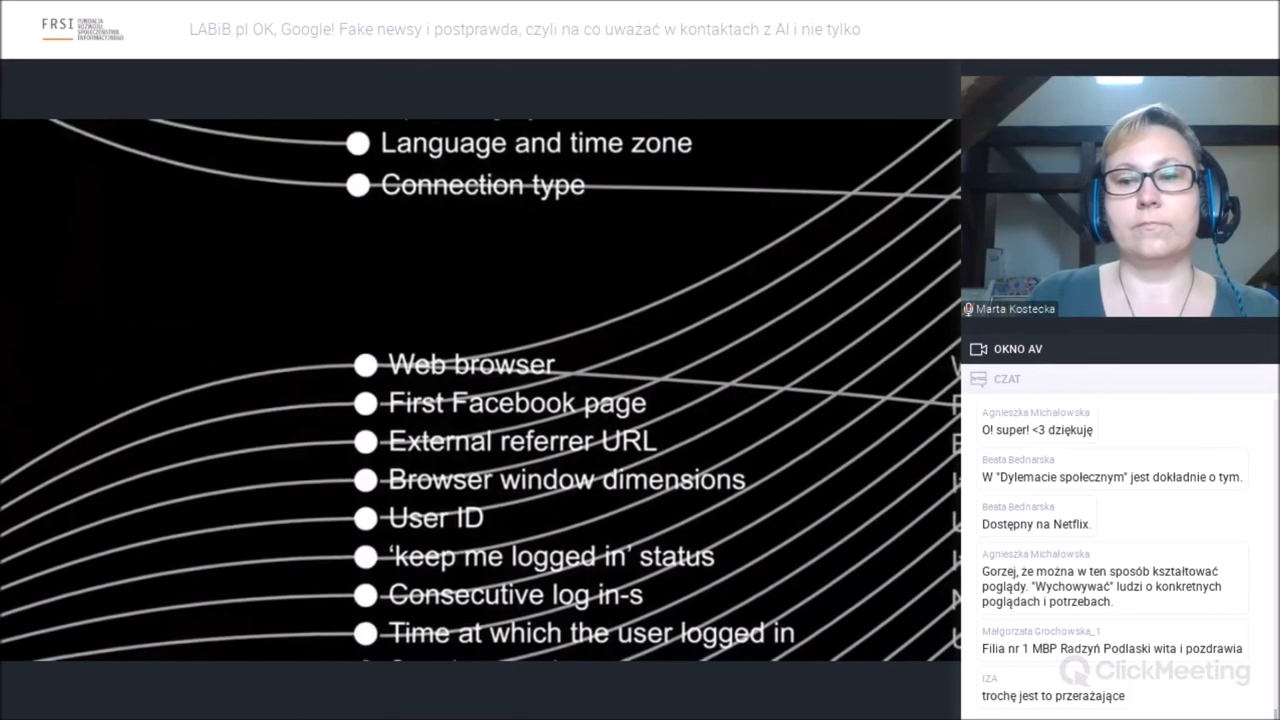 FRSI
FUNDACJA
ROZWOJU
SPOŁECZEŃSTWA
INFORMACYJNEGO
LABiB pl OK, Google! Fake newsy i postprawda, czyli na co uważać w kontaktach z AI i nie tylko
Language and time zone
Connection type
Web browser
First Facebook page
External referrer URL
Browser window dimensions
User ID
‘keep me logged in’ status
Consecutive log in-s
Time at which the user logged in
Marta Kostecka
OKNO AV
CZAT
Agnieszka Michałowska
O! super! <3 dziękuję
Beata Bednarska
W "Dylemacie społecznym" jest dokładnie o tym.
Beata Bednarska
Dostępny na Netflix.
Agnieszka Michałowska
Gorzej, że można w ten sposób kształtować
poglądy. "Wychowywać" ludzi o konkretnych
poglądach i potrzebach.
Małgorzata Grochowska_1
Filia nr 1 MBP Radzyń Podlaski wita i pozdrawia
ClickMeeting
IZA
trochę jest to przerażające